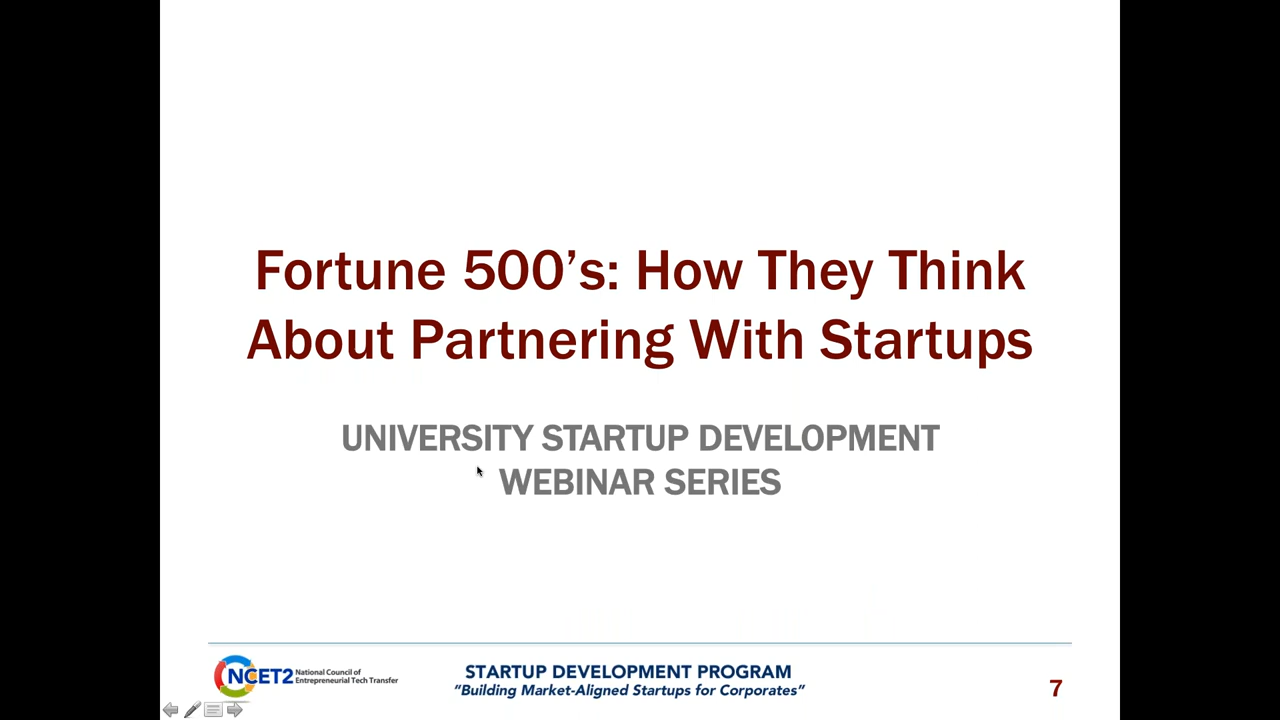 Fortune 500’s: How They Think
About Partnering With Startups
UNIVERSITY STARTUP DEVELOPMENT
WEBINAR SERIES
NCET2 National Council of
Entrepreneurial Tech Transfer
STARTUP DEVELOPMENT PROGRAM
”Building Market-Aligned Startups for Corporates”
7